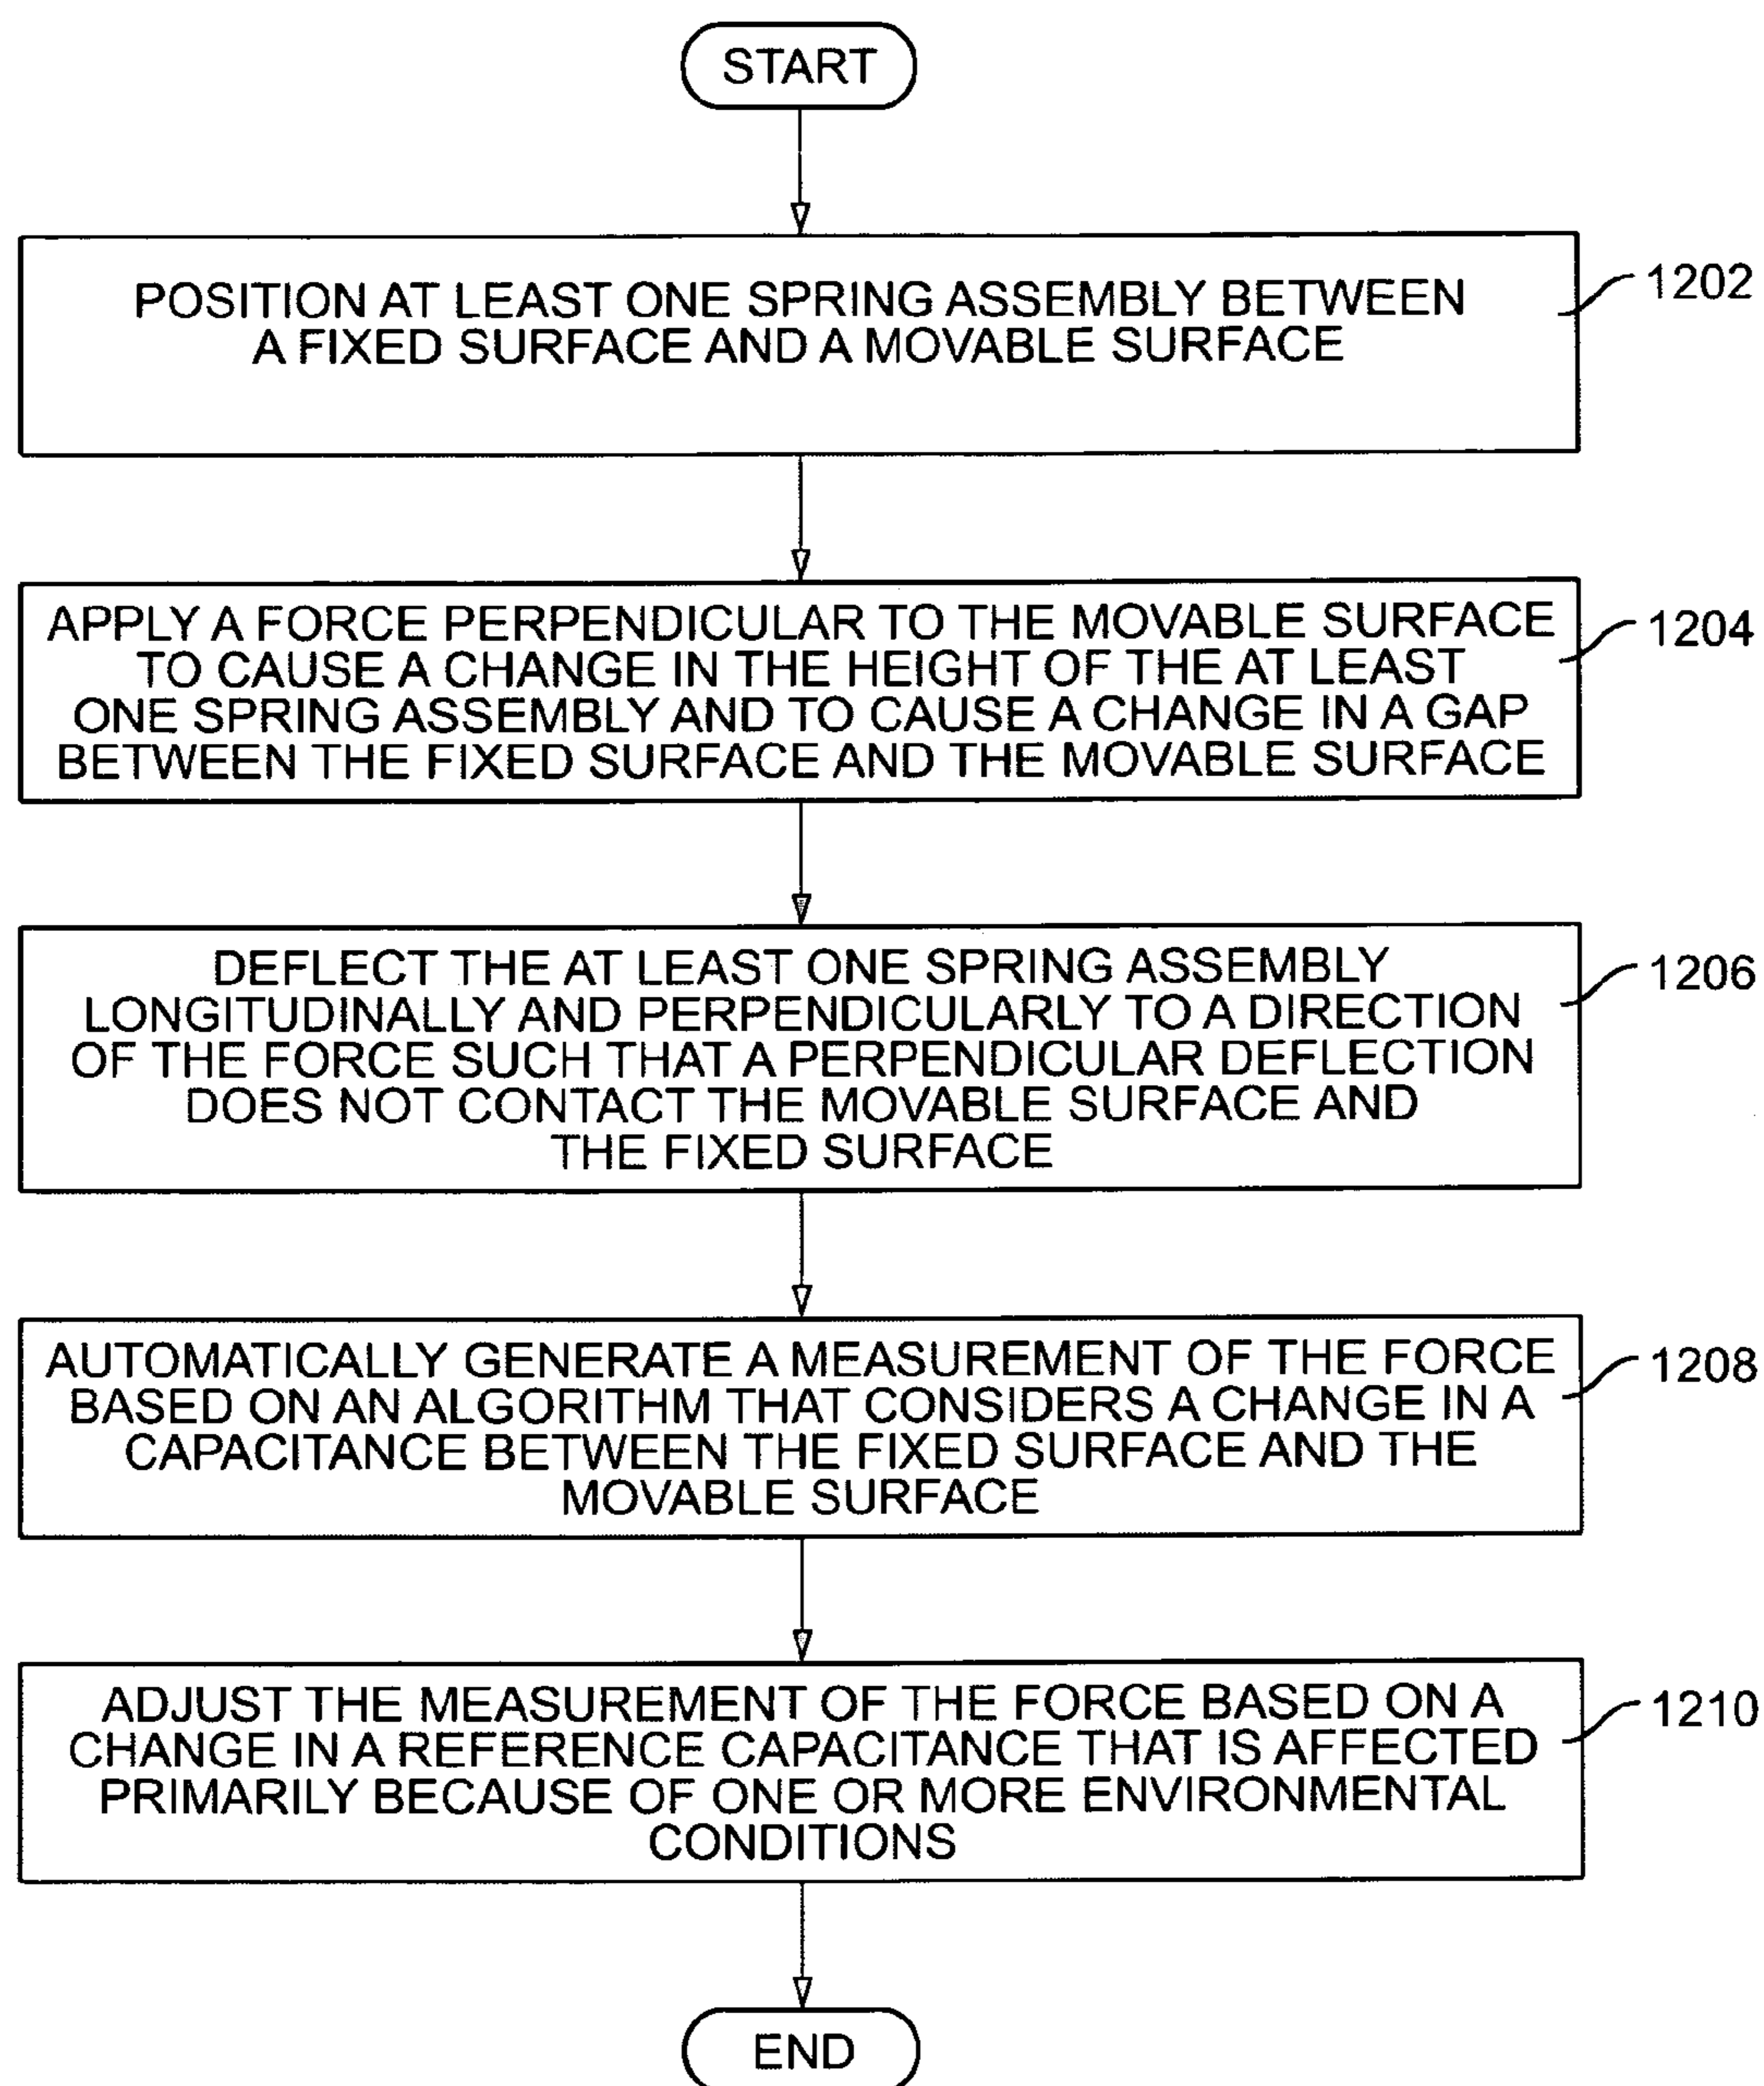 START
POSITION AT LEAST ONE SPRING ASSEMBLY BETWEEN
A FIXED SURFACE AND A MOVABLE SURFACE
1202
APPLY A FORCE PERPENDICULAR TO THE MOVABLE SURFACE
TO CAUSE A CHANGE IN THE HEIGHT OF THE AT LEAST
ONE SPRING ASSEMBLY AND TO CAUSE A CHANGE IN A GAP
BETWEEN THE FIXED SURFACE AND THE MOVABLE SURFACE
1204
DEFLECT THE AT LEAST ONE SPRING ASSEMBLY
LONGITUDINALLY AND PERPENDICULARLY TO A DIRECTION
OF THE FORCE SUCH THAT A PERPENDICULAR DEFLECTION
DOES NOT CONTACT THE MOVABLE SURFACE AND
THE FIXED SURFACE
1206
AUTOMATICALLY GENERATE A MEASUREMENT OF THE FORCE
BASED ON AN ALGORITHM THAT CONSIDERS A CHANGE IN A
CAPACITANCE BETWEEN THE FIXED SURFACE AND THE
MOVABLE SURFACE
1208
ADJUST THE MEASUREMENT OF THE FORCE BASED ON A
CHANGE IN A REFERENCE CAPACITANCE THAT IS AFFECTED
PRIMARILY BECAUSE OF ONE OR MORE ENVIRONMENTAL
CONDITIONS
1210
END